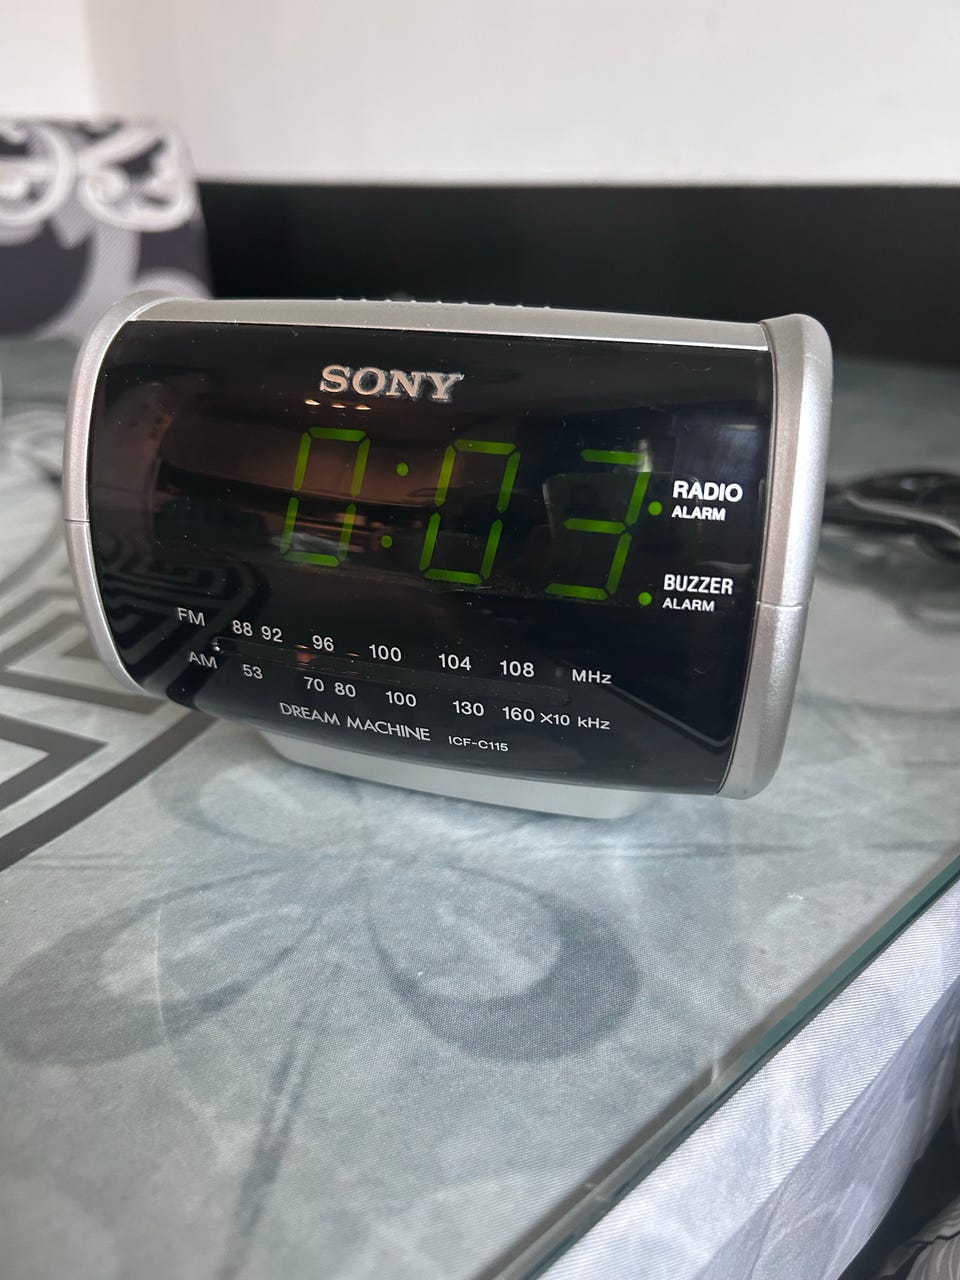 SONY
0:03
RADIO
ALARM
BUZZER
ALARM
FM 88 92 96 100 104 108 MHz
AM 53 70 80 100 130 160 x10 kHz
DREAM MACHINE ICF-C115